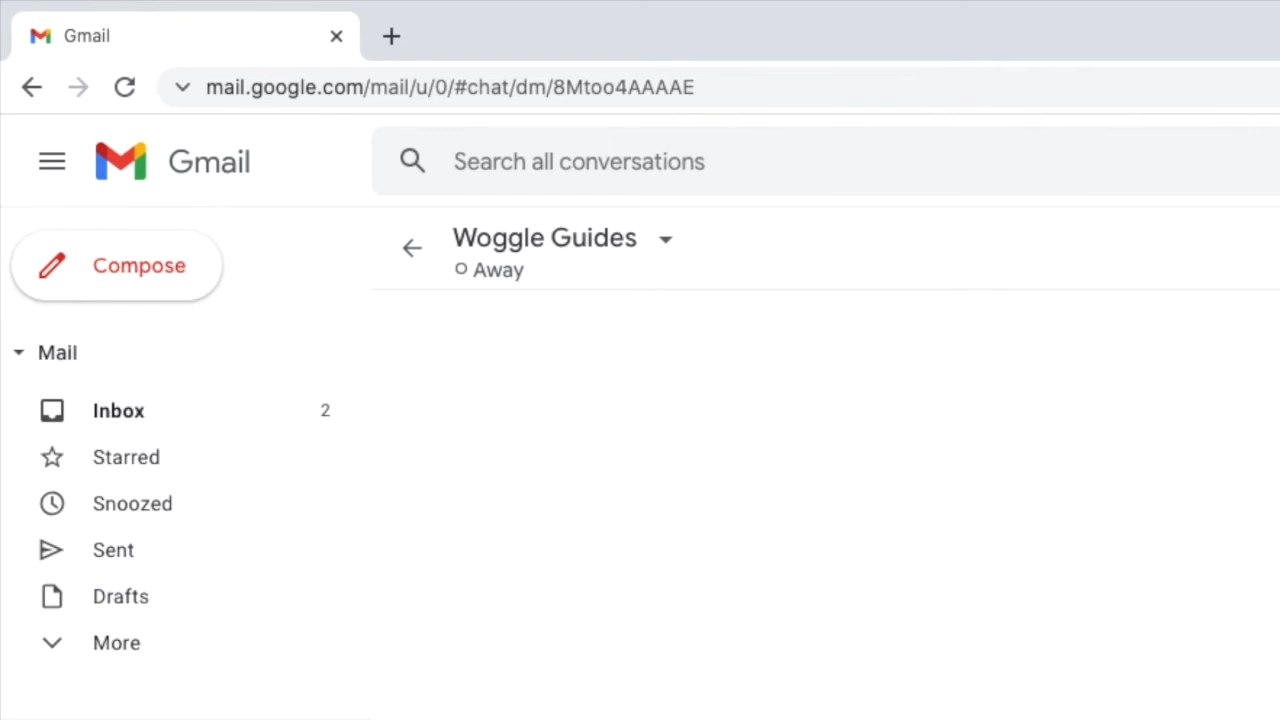 Gmail
mail.google.com/mail/u/0/#chat/dm/8Mtoo4AAAAE
Gmail
Search all conversations
Compose
Woggle Guides
Away
Mail
Inbox 2
Starred
Snoozed
Sent
Drafts
More